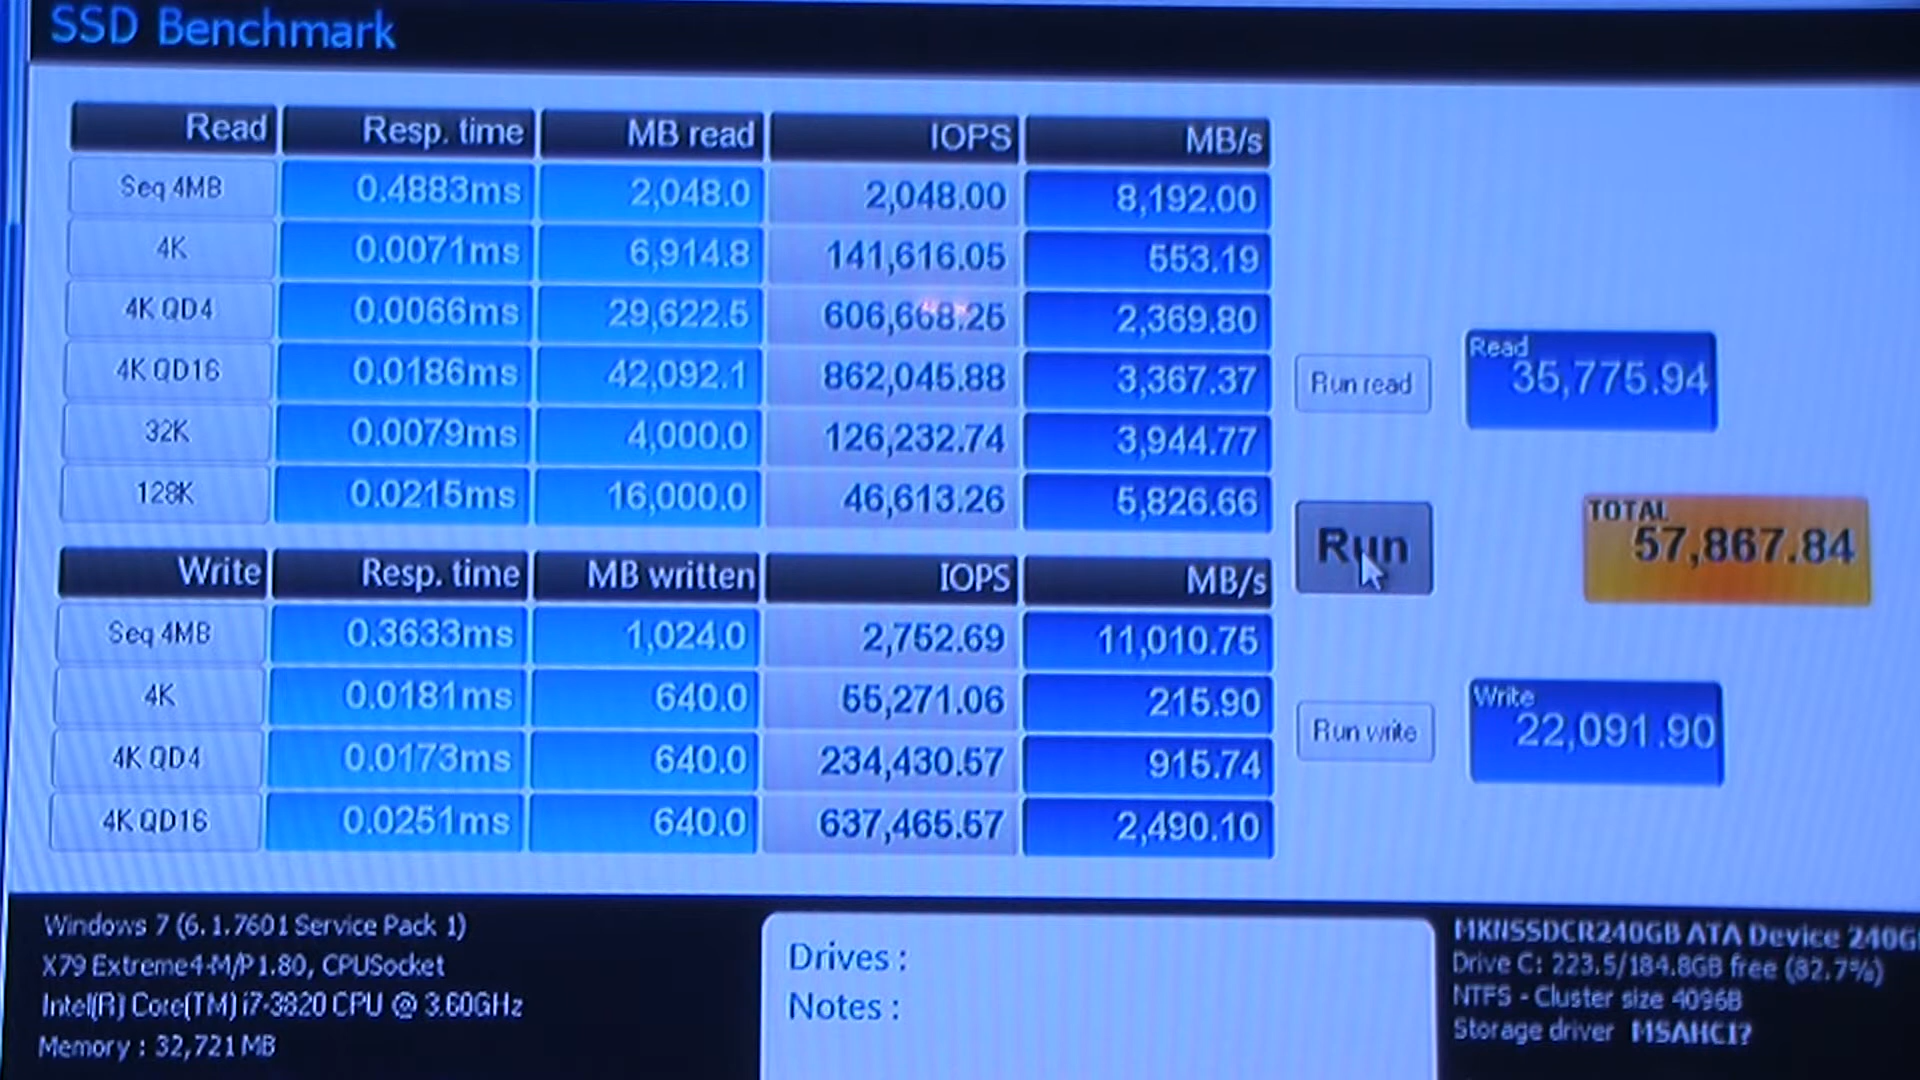 SSD Benchmark
Read Resp. time MB read IOPS MB/s
Seq 4MB 0.4883ms 2,048.0 2,048.00 8,192.00
4K 0.0071ms 6,914.8 141,616.05 553.19
4K QD4 0.0066ms 29,622.5 606,668.25 2,369.80
4K QD16 0.0186ms 42,092.1 862,045.88 3,367.37
32K 0.0079ms 4,000.0 126,232.74 3,944.77
128K 0.0215ms 16,000.0 46,613.26 5,826.66
Run read
Read
35,775.94
Run
TOTAL
57,867.84
Write Resp. time MB written IOPS MB/s
Seq 4MB 0.3633ms 1,024.0 2,752.69 11,010.75
4K 0.0181ms 640.0 55,271.06 215.90
4K QD4 0.0173ms 640.0 234,430.57 915.74
4K QD16 0.0251ms 640.0 637,465.57 2,490.10
Run write
Write
22,091.90
Windows 7 (6.1.7601 Service Pack 1)
X79 Extreme4-M/P1.80, CPUSocket
Intel(R) Core(TM) i7-3820 CPU @ 3.60GHz
Memory : 32,721 MB
Drives :
Notes :
MKNSSDCR240GB ATA Device 240G
Drive C: 223.5/184.8GB free (82.7%)
NTFS - Cluster size 4096B
Storage driver MSAHCI?